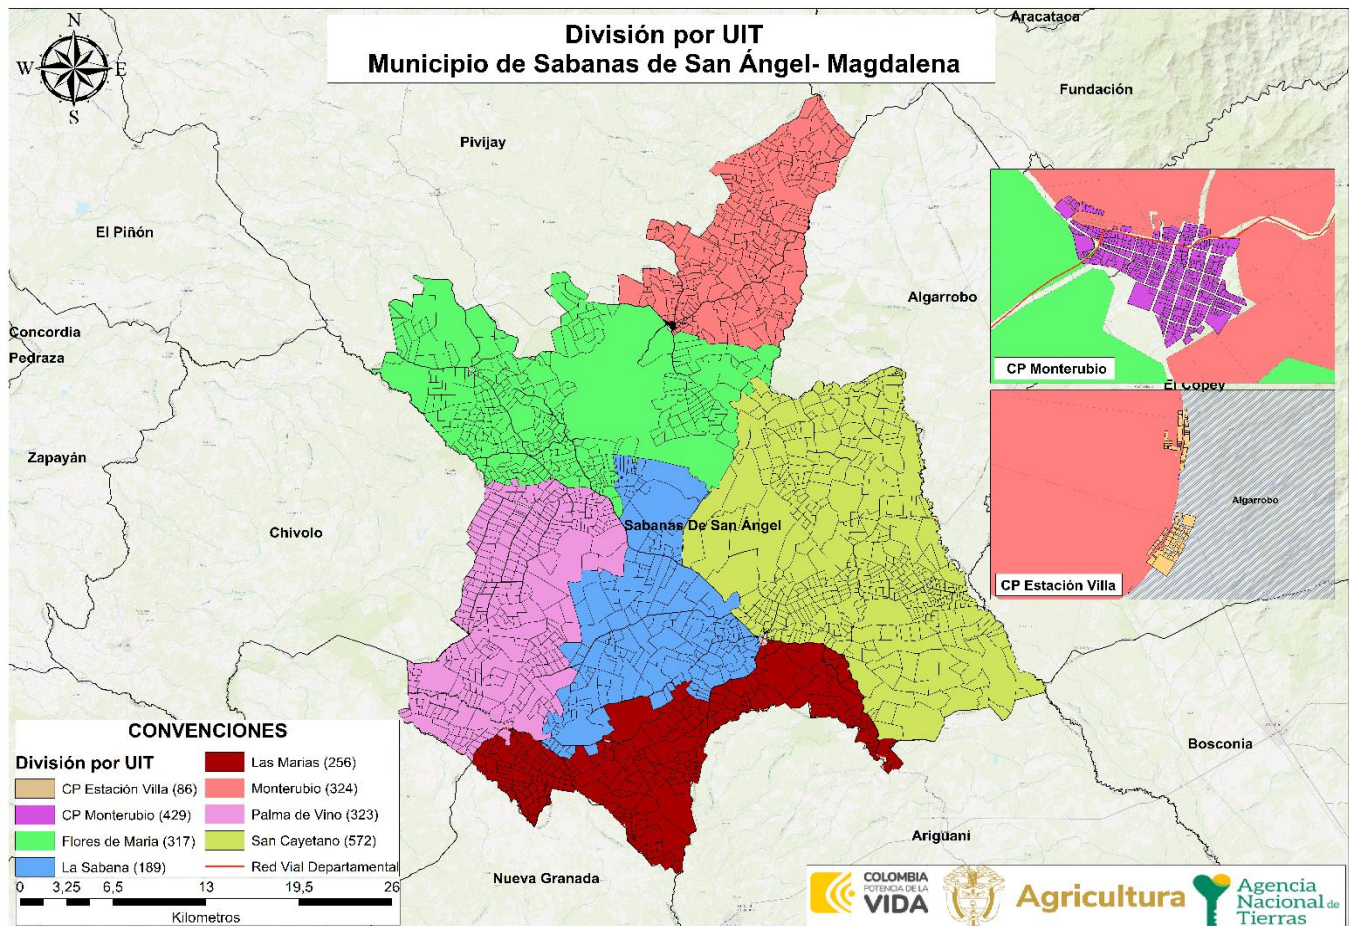 División por UIT
Municipio de Sabanas de San Ángel- Magdalena
N
W
E
S
Aracataca
Fundación
Pivijay
El Piñón
Algarrobo
Concordia
Pedraza
Zapayán
Chivolo
Sabanas De San Ángel
CP Monterubio
El Copey
Algarrobo
CP Estación Villa
Bosconia
Ariguaní
Nueva Granada
CONVENCIONES
División por UIT
CP Estación Villa (86)
CP Monterubio (429)
Flores de Maria (317)
La Sabana (189)
Las Marias (256)
Monterubio (324)
Palma de Vino (323)
San Cayetano (572)
Red Vial Departamental
0 3,25 6,5 13 19,5 26
Kilometros
COLOMBIA
POTENCIA DE LA
VIDA
Agricultura
Agencia
Nacional de
Tierras